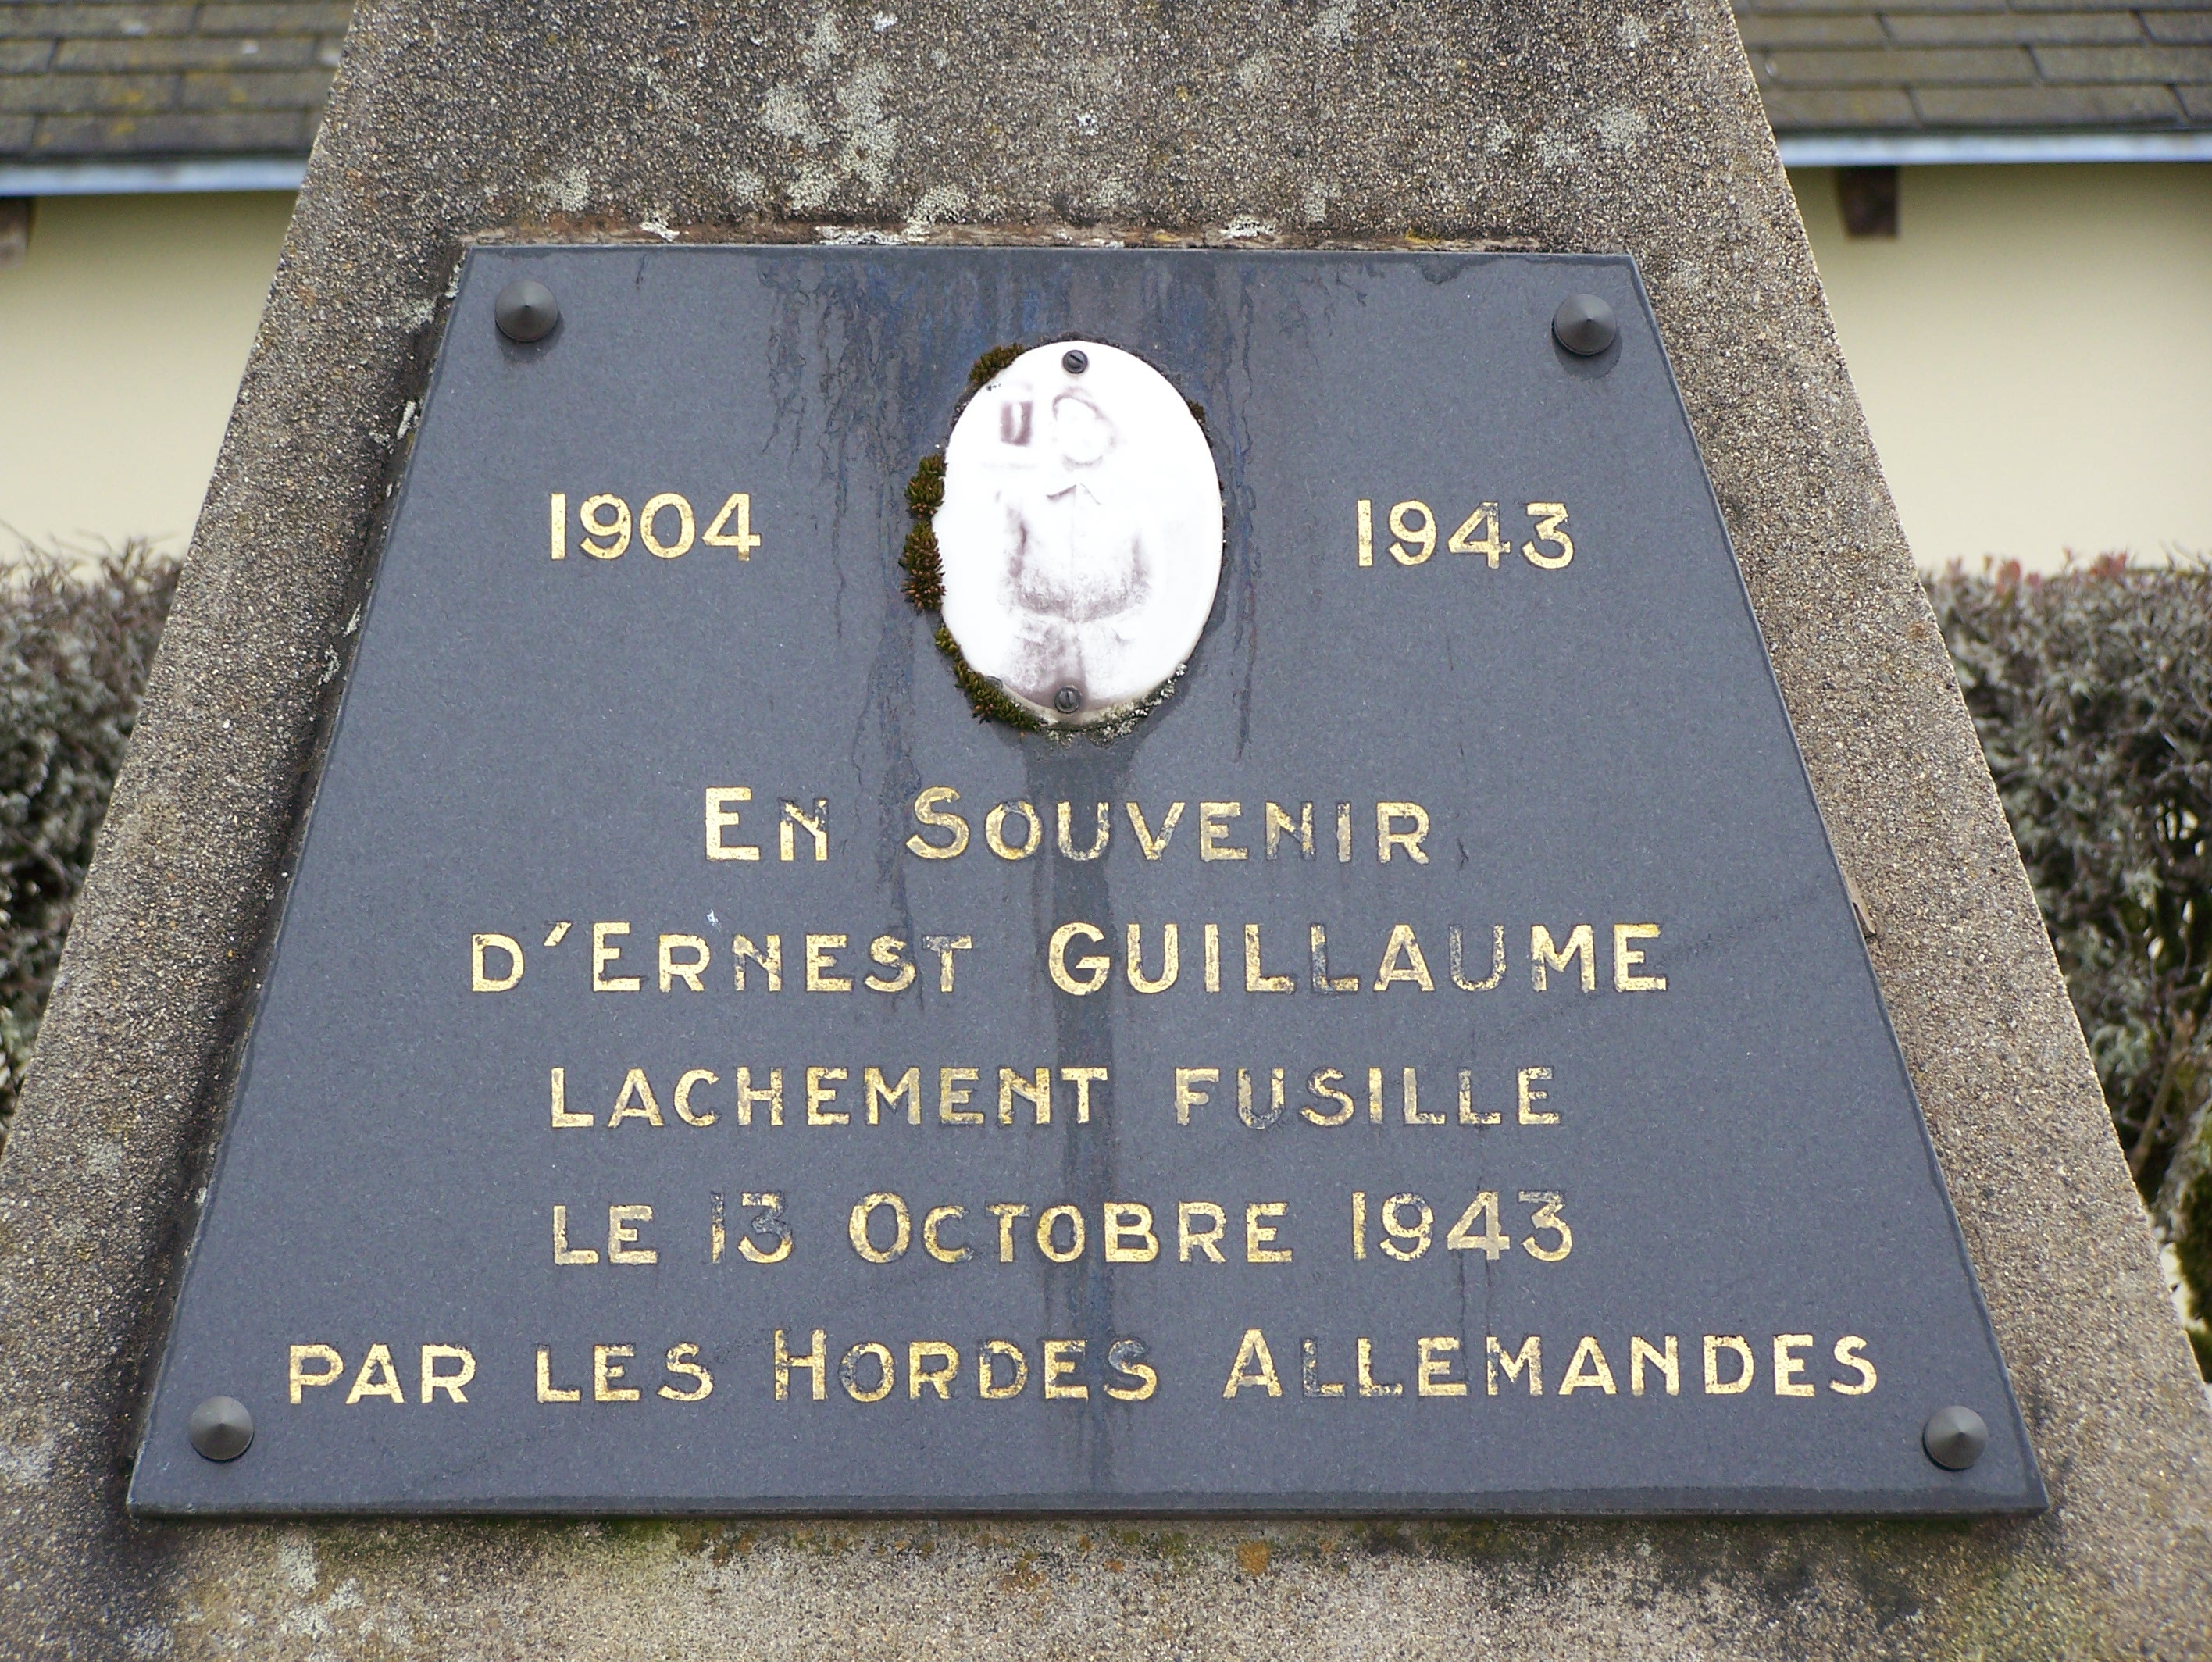 1904 1943
EN SOUVENIR
D'ERNEST GUILLAUME
LACHEMENT FUSILLE
LE 13 OCTOBRE 1943
PAR LES HORDES ALLEMANDES